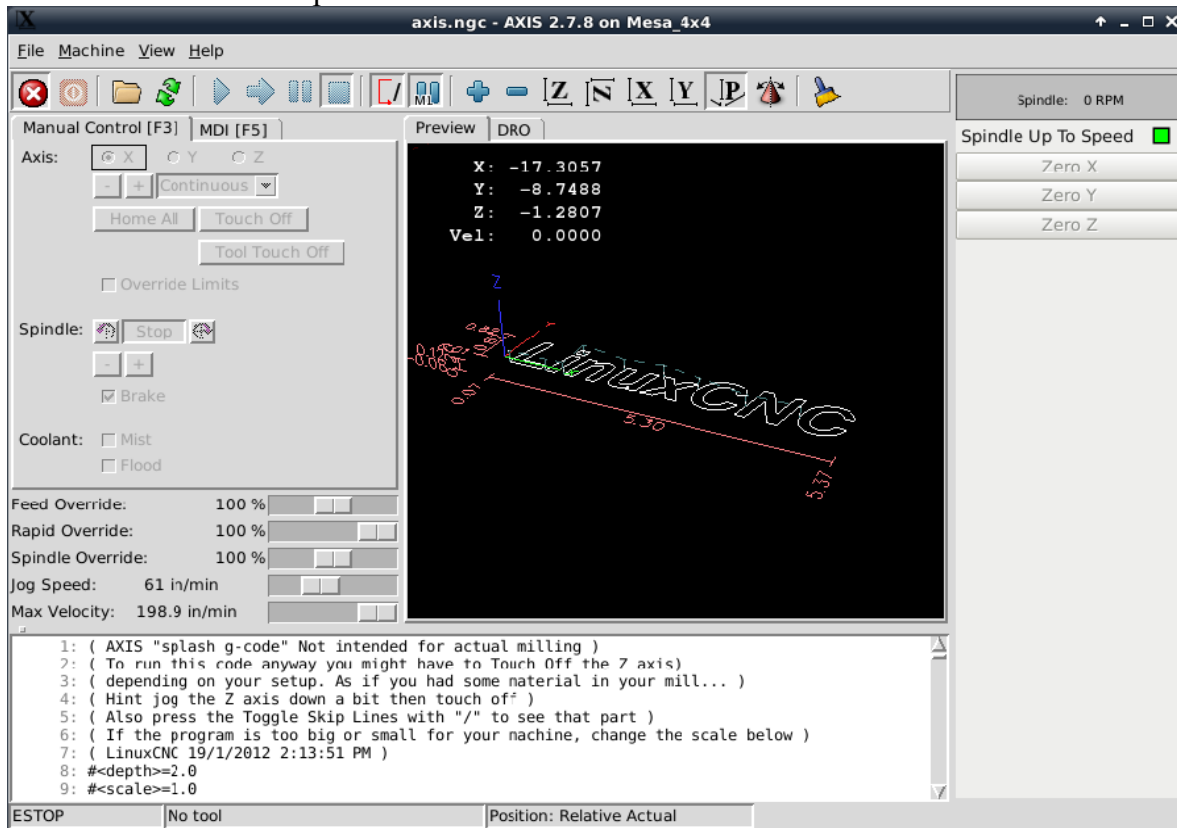 axis.ngc - AXIS 2.7.8 on Mesa_4x4
File Machine View Help
Manual Control [F3] MDI [F5]
Axis: X Y Z
- + Continuous
Home All Touch Off
Tool Touch Off
Override Limits
Spindle: Stop
- +
Brake
Coolant: Mist
Flood
Feed Override: 100 %
Rapid Override: 100 %
Spindle Override: 100 %
Jog Speed: 61 in/min
Max Velocity: 198.9 in/min
Preview DRO
X: -17.3057
Y: -8.7488
Z: -1.2807
Vel: 0.0000
Z
LinuxCNC
0.07
5.30
5.37
Spindle: 0 RPM
Spindle Up To Speed
Zero X
Zero Y
Zero Z
1: ( AXIS "splash g-code" Not intended for actual milling )
2: ( To run this code anyway you might have to Touch Off the Z axis)
3: ( depending on your setup. As if you had some material in your mill... )
4: ( Hint jog the Z axis down a bit then touch off )
5: ( Also press the Toggle Skip Lines with "/" to see that part )
6: ( If the program is too big or small for your machine, change the scale below )
7: ( LinuxCNC 19/1/2012 2:13:51 PM )
8: #<depth>=2.0
9: #<scale>=1.0
ESTOP No tool Position: Relative Actual